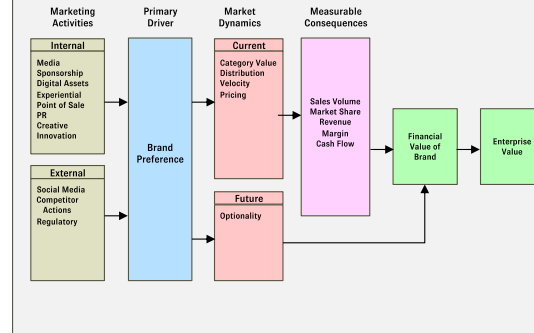 Marketing
Activities
Primary
Driver
Market
Dynamics
Measurable
Consequences
Internal
Media
Sponsorship
Digital Assets
Experiential
Point of Sale
PR
Creative
Innovation
External
Social Media
Competitor
Actions
Regulatory
Brand
Preference
Current
Category Value
Distribution
Velocity
Pricing
Future
Optionality
Sales Volume
Market Share
Revenue
Margin
Cash Flow
Financial
Value of
Brand
Enterprise
Value